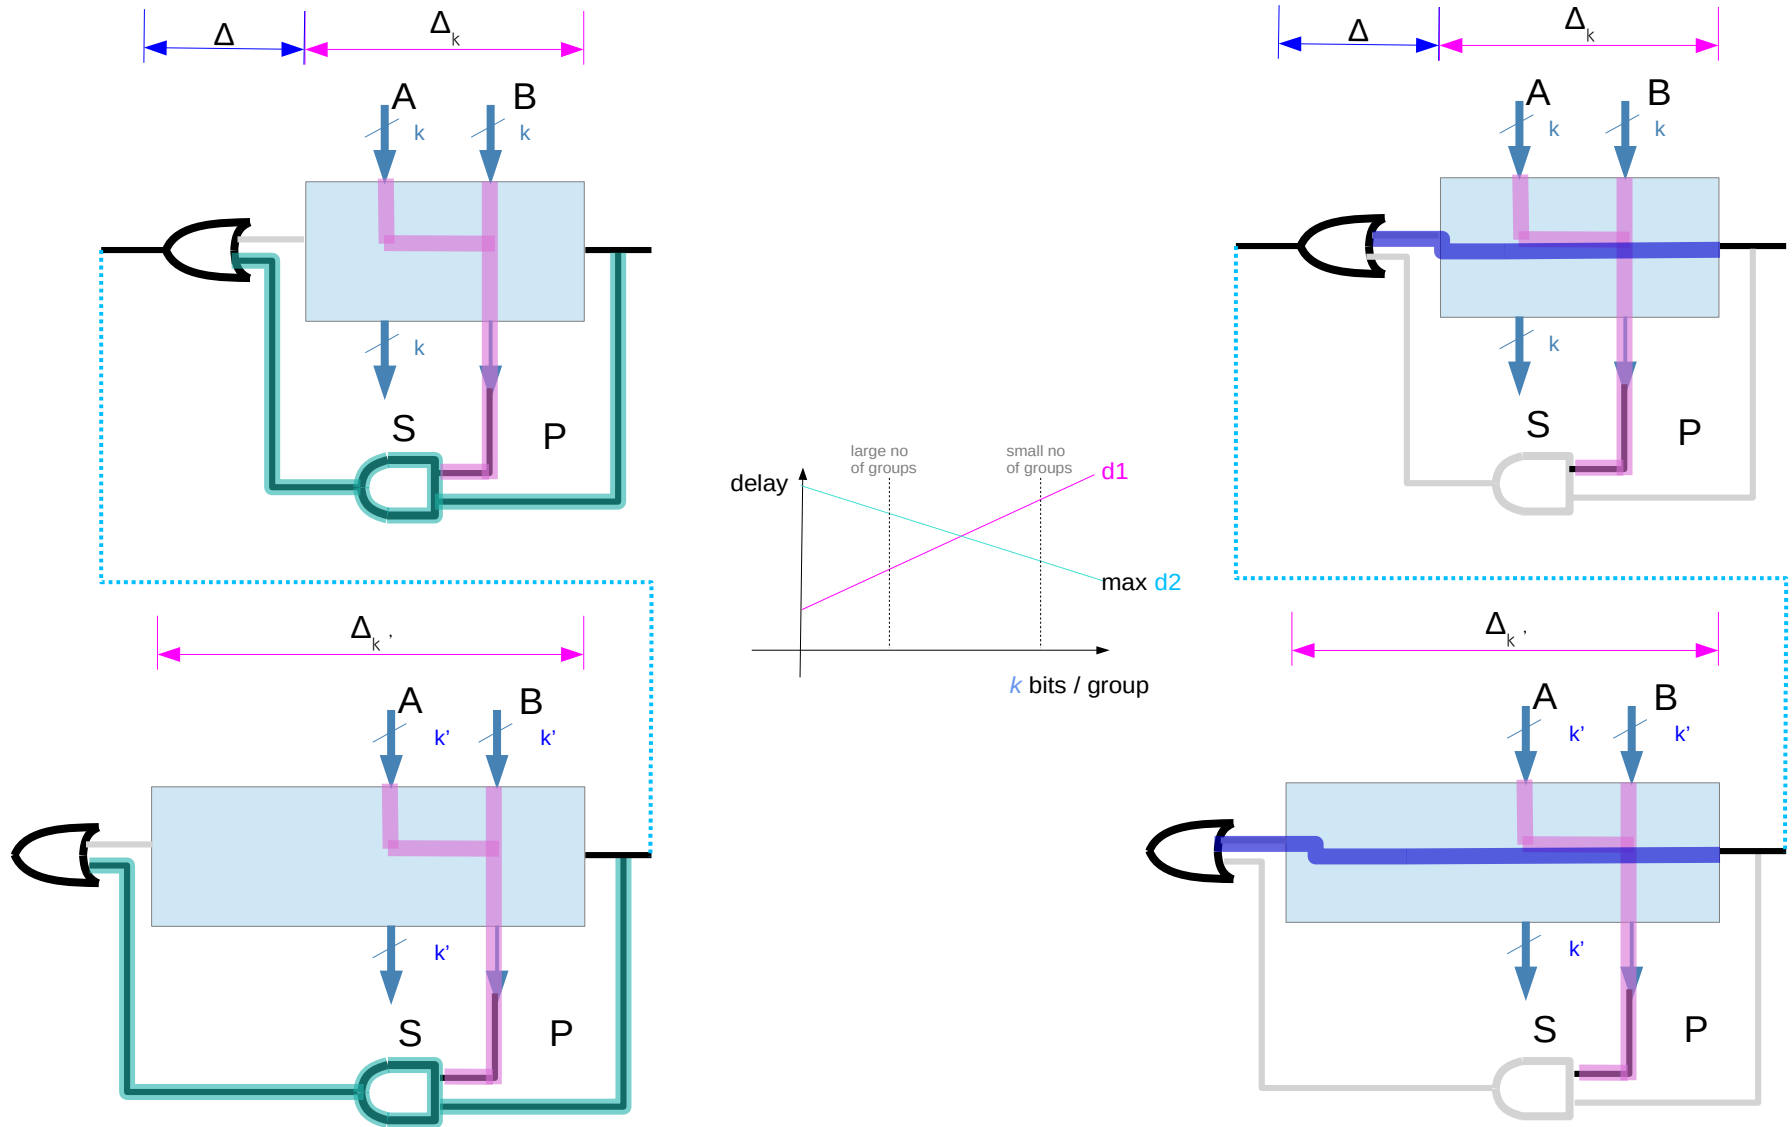 Δ
Δk
A
B
k
k
k
S
P
Δk ’
A
B
k’
k’
k’
S
P
large no
of groups
small no
of groups
delay
d1
max d2
k bits / group
Δ
Δk
A
B
k
k
k
S
P
Δk ’
A
B
k’
k’
k’
S
P